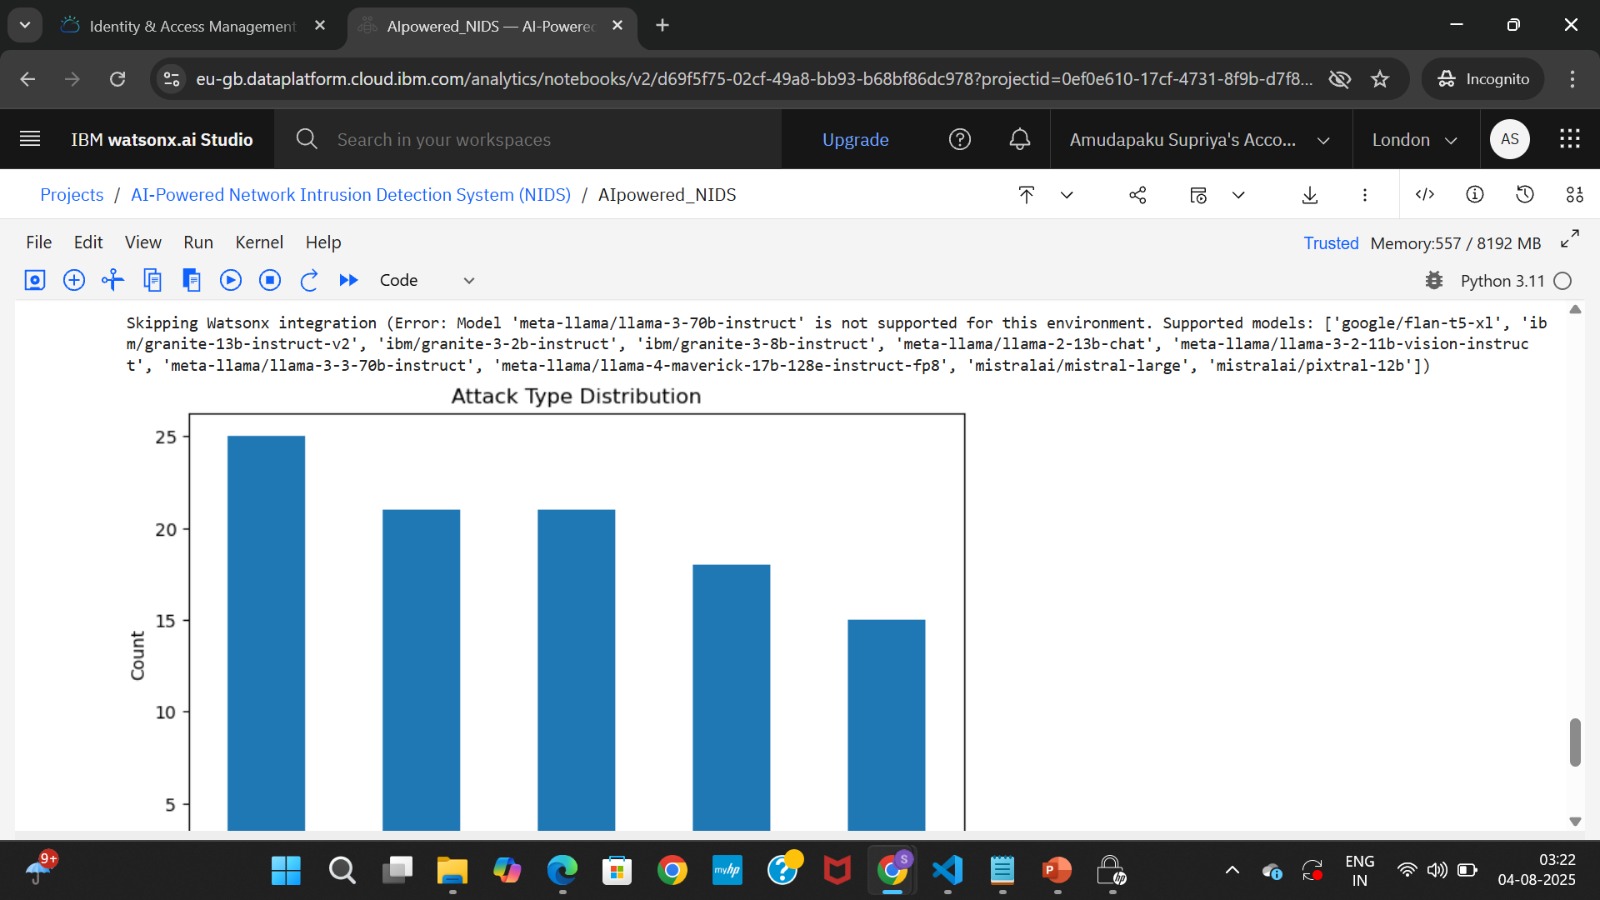 Identity & Access Management
AIpowered_NIDS — AI-Powered
eu-gb.dataplatform.cloud.ibm.com/analytics/notebooks/v2/d69f5f75-02cf-49a8-bb93-b68bf86dc978?projectid=0ef0e610-17cf-4731-8f9b-d7f8...
Incognito
IBM watsonx.ai Studio
Search in your workspaces
Upgrade
Amudapaku Supriya's Acco...
London
AS
Projects / AI-Powered Network Intrusion Detection System (NIDS) / AIpowered_NIDS
File Edit View Run Kernel Help
Trusted Memory:557 / 8192 MB
Code
Python 3.11
Skipping Watsonx integration (Error: Model 'meta-llama/llama-3-70b-instruct' is not supported for this environment. Supported models: ['google/flan-t5-xl', 'ib
m/granite-13b-instruct-v2', 'ibm/granite-3-2b-instruct', 'ibm/granite-3-8b-instruct', 'meta-llama/llama-2-13b-chat', 'meta-llama/llama-3-2-11b-vision-instruc
t', 'meta-llama/llama-3-3-70b-instruct', 'meta-llama/llama-4-maverick-17b-128e-instruct-fp8', 'mistralai/mistral-large', 'mistralai/pixtral-12b'])
Attack Type Distribution
25
20
15
10
5
Count
9+
myhp
S
P
hp
ENG
IN
03:22
04-08-2025